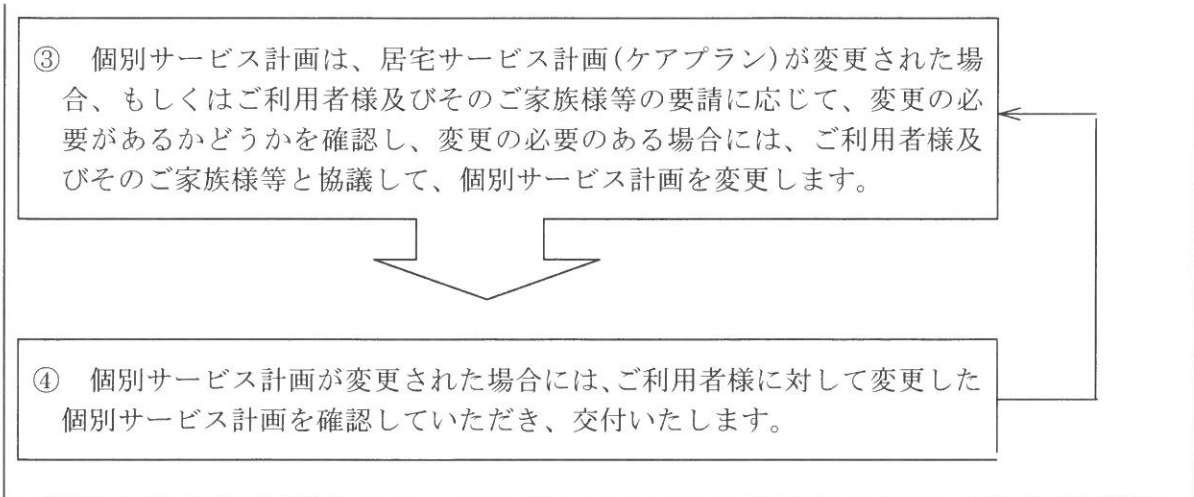 ③　個別サービス計画は、居宅サービス計画(ケアプラン)が変更された場
合、もしくはご利用者様及びそのご家族様等の要請に応じて、変更の必
要があるかどうかを確認し、変更の必要のある場合には、ご利用者様及
びそのご家族様等と協議して、個別サービス計画を変更します。
④　個別サービス計画が変更された場合には、ご利用者様に対して変更した
個別サービス計画を確認していただき、交付いたします。